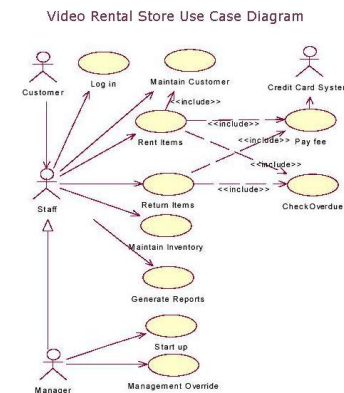 Video Rental Store Use Case Diagram
Customer
Log in
Maintain Customer
Credit Card Syste
<<include>>
<<include>>
Rent Items
<<include>>
Pay fee
<<include>>
Staff
Return Items
<<include>>
CheckOverdue
Maintain Inventory
Generate Reports
Start up
Manager
Management Override